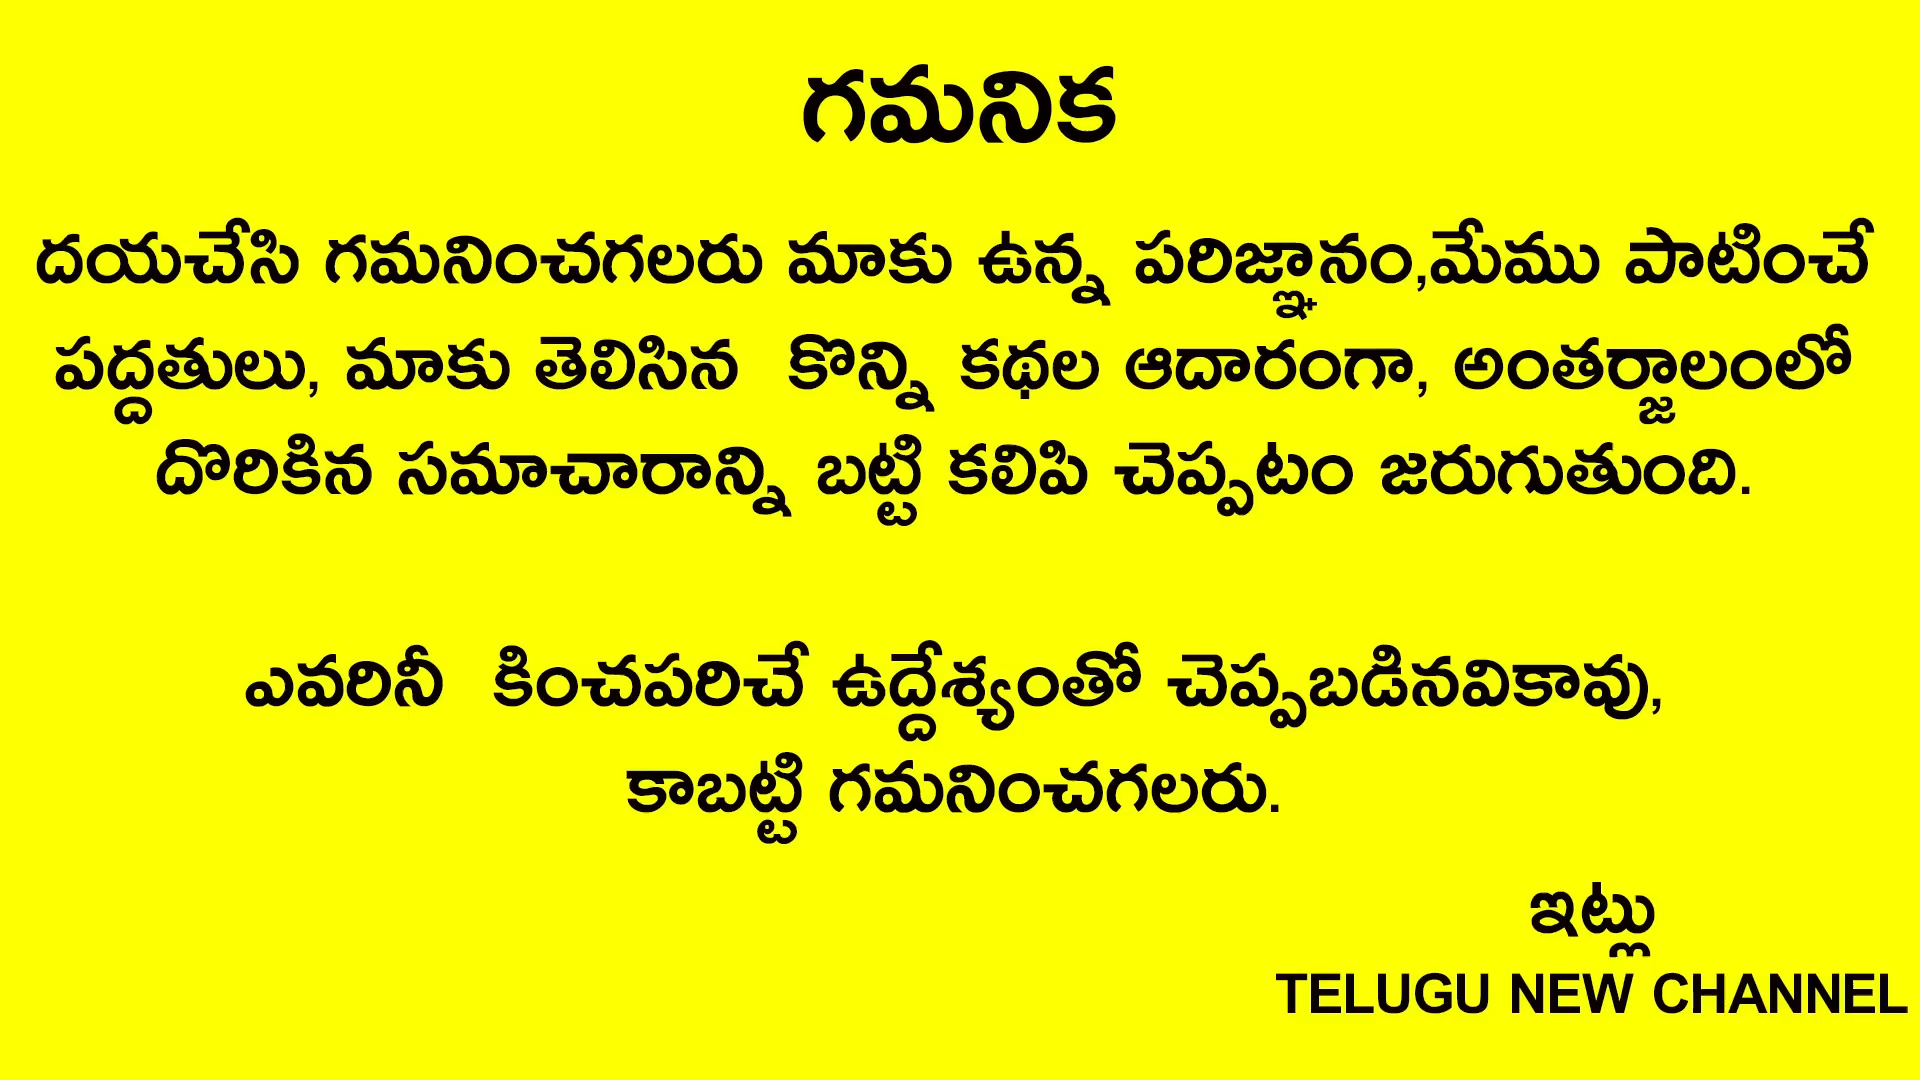 గమనిక
దయచేసి గమనించగలరు మాకు ఉన్న పరిజ్ఞానం,మేము పాటించే
పద్దతులు, మాకు తెలిసిన కొన్ని కథల ఆదారంగా, అంతర్జాలంలో
దొరికిన సమాచారాన్ని బట్టి కలిపి చెప్పటం జరుగుతుంది.
ఎవరినీ కించపరిచే ఉద్దేశ్యంతో చెప్పబడినవికావు,
కాబట్టి గమనించగలరు.
ఇట్లు
TELUGU NEW CHANNEL